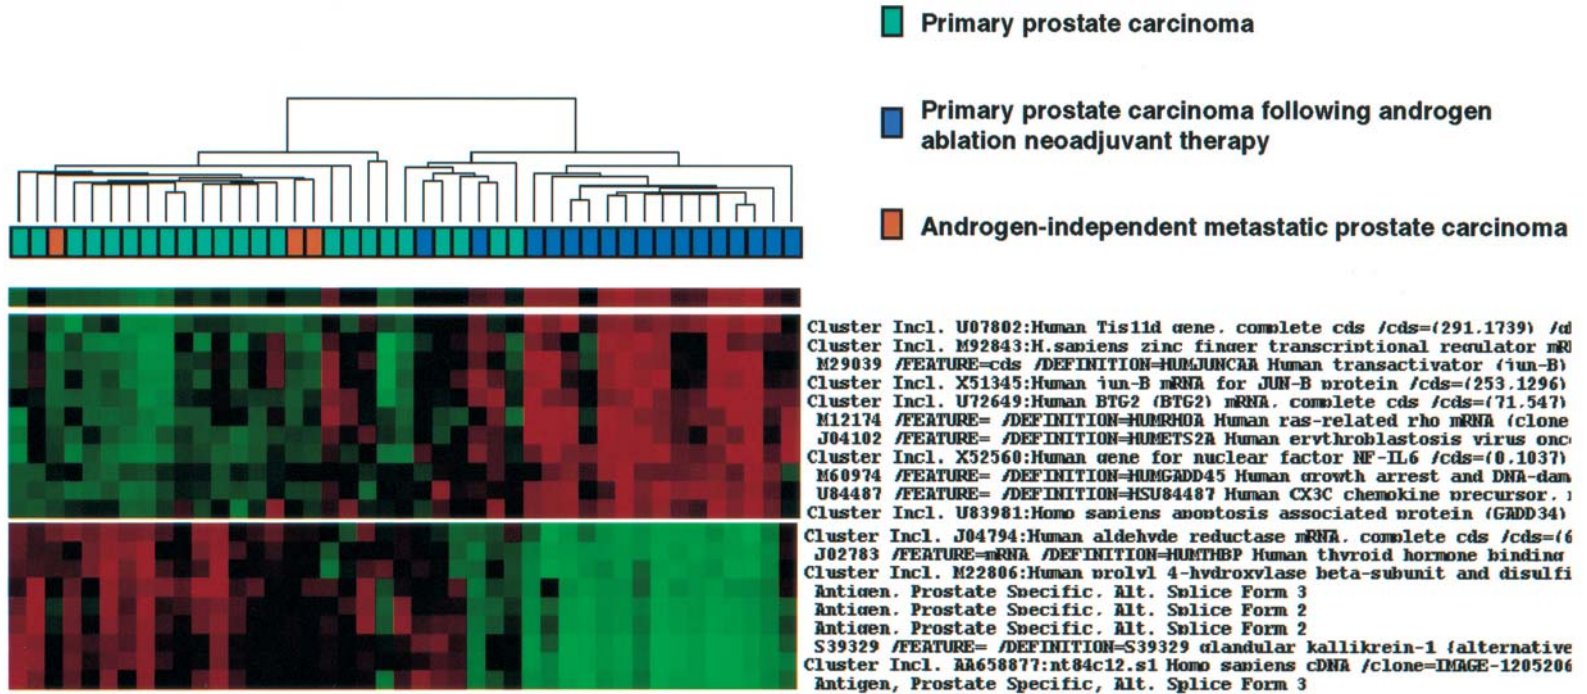 Primary prostate carcinoma
Primary prostate carcinoma following androgen
ablation neoadjuvant therapy
Androgen-independent metastatic prostate carcinoma
Cluster Incl. U07802:Human Tis11d gene. complete cds /cds=(291.1739)
Cluster Incl. M92843:H.sapiens zinc finger transcriptional regulator
M29039 /FEATURE=cds /DEFINITION=HUMJUNCAA Human transactivator (jun-B)
Cluster Incl. X51345:Human jun-B mRNA for JUN-B protein /cds=(253.1296)
Cluster Incl. U72649:Human BTG2 (BTG2) mRNA. complete cds /cds=(71.547)
M12174 /FEATURE= /DEFINITION=HUMRHOA Human ras-related rho mRNA (clone
J04102 /FEATURE= /DEFINITION=HUMETS2A Human erythroblastosis virus onc
Cluster Incl. X52560:Human gene for nuclear factor NF-IL6 /cds=(0.1037)
M60974 /FEATURE= /DEFINITION=HUMGADD45 Human growth arrest and DNA-dam
U84487 /FEATURE= /DEFINITION=HSU84487 Human CX3C chemokine precursor.
Cluster Incl. U83981:Homo sapiens apoptosis associated protein (GADD34)
Cluster Incl. J04794:Human aldehyde reductase mRNA. complete cds /cds=(6
J02783 /FEATURE=mRNA /DEFINITION=HUMTHBP Human thyroid hormone binding
Cluster Incl. M22806:Human prolyl 4-hydroxylase beta-subunit and disulfi
Antigen. Prostate Specific. Alt. Splice Form 3
Antigen. Prostate Specific. Alt. Splice Form 2
Antigen. Prostate Specific. Alt. Splice Form 2
S39329 /FEATURE= /DEFINITION=S39329 glandular kallikrein-1 {alternative
Cluster Incl. AA658877:nt84c12.s1 Homo sapiens cDNA /clone=IMAGE-1205206
Antigen, Prostate Specific, Alt. Splice Form 3